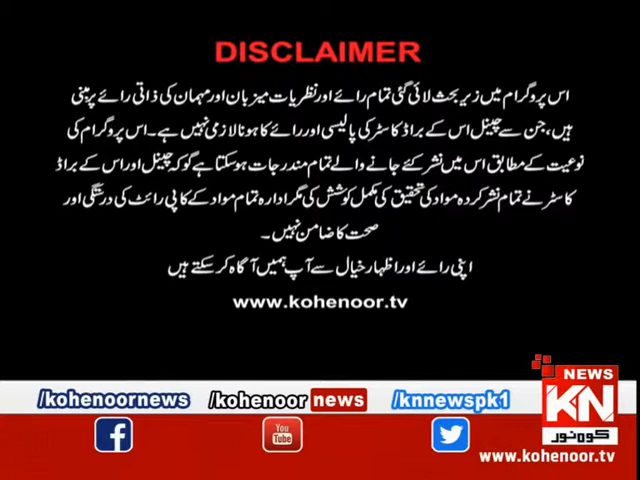 DISCLAIMER
اس پروگرام میں زیر بحث لائی گئی تمام رائے اور نظریات میزبان اور مہمان کی ذاتی رائے پر مبنی
ہیں، جن سے چینل اس کے براڈ کاسٹر کی پالیسی اور رائے کا ہونا لازمی نہیں ہے۔ اس پروگرام کی
نوعیت کے مطابق اس میں نشر کئے جانے والے تمام مندرجات ہو سکتا ہے گو کہ چینل اور اس کے براڈ
کاسٹر نے تمام نشر کردہ مواد کی تحقیق کی مکمل کوشش کی مگر ادارہ تمام مواد کے کاپی رائٹ کی درستگی اور
صحت کا ضامن نہیں۔
اپنی رائے اور اظہار خیال سے آپ ہمیں آگاہ کر سکتے ہیں
www.kohenoor.tv
/kohenoornews /kohenoor news /knnewspk1
NEWS
KN
کوہ نور
You Tube
www.kohenoor.tv